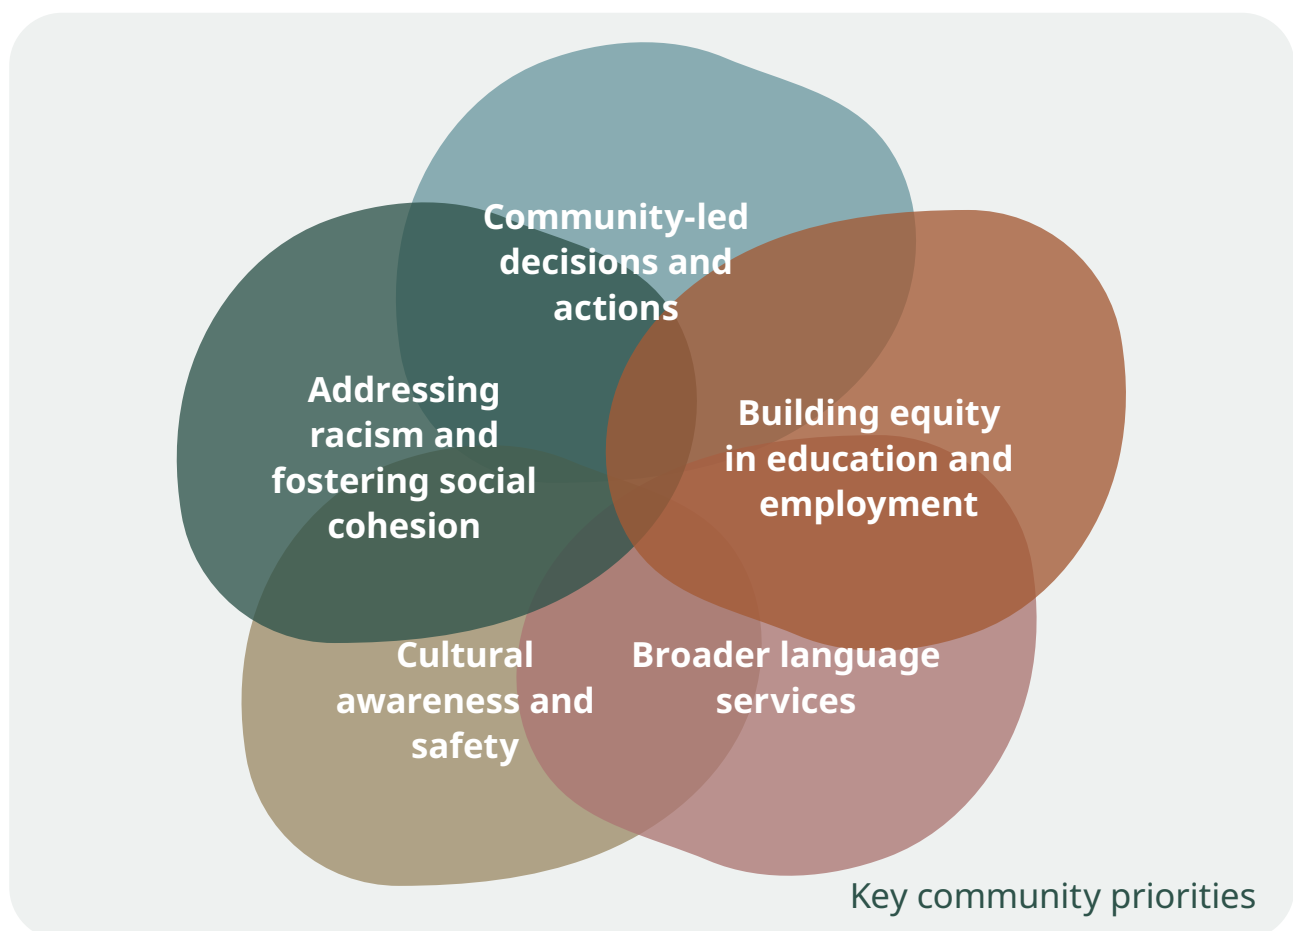 Community-led
decisions and
actions
Addressing
racism and
fostering social
cohesion
Building equity
in education and
employment
Cultural
awareness and
safety
Broader language
services
Key community priorities